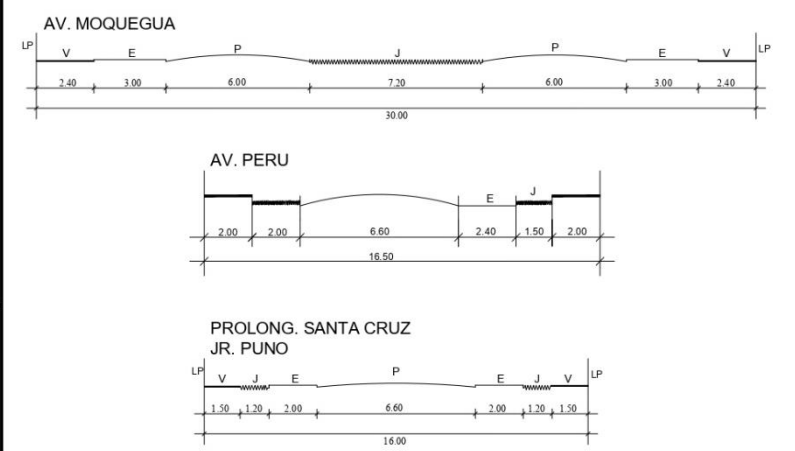 AV. MOQUEGUA
LP V E P J P E V LP
2.40 3.00 6.00 7.20 6.00 3.00 2.40
30.00
AV. PERU
E J
2.00 2.00 6.60 2.40 1.50 2.00
16.50
PROLONG. SANTA CRUZ
JR. PUNO
LP V J E P E J V LP
1.50 1.20 2.00 6.60 2.00 1.20 1.50
16.00